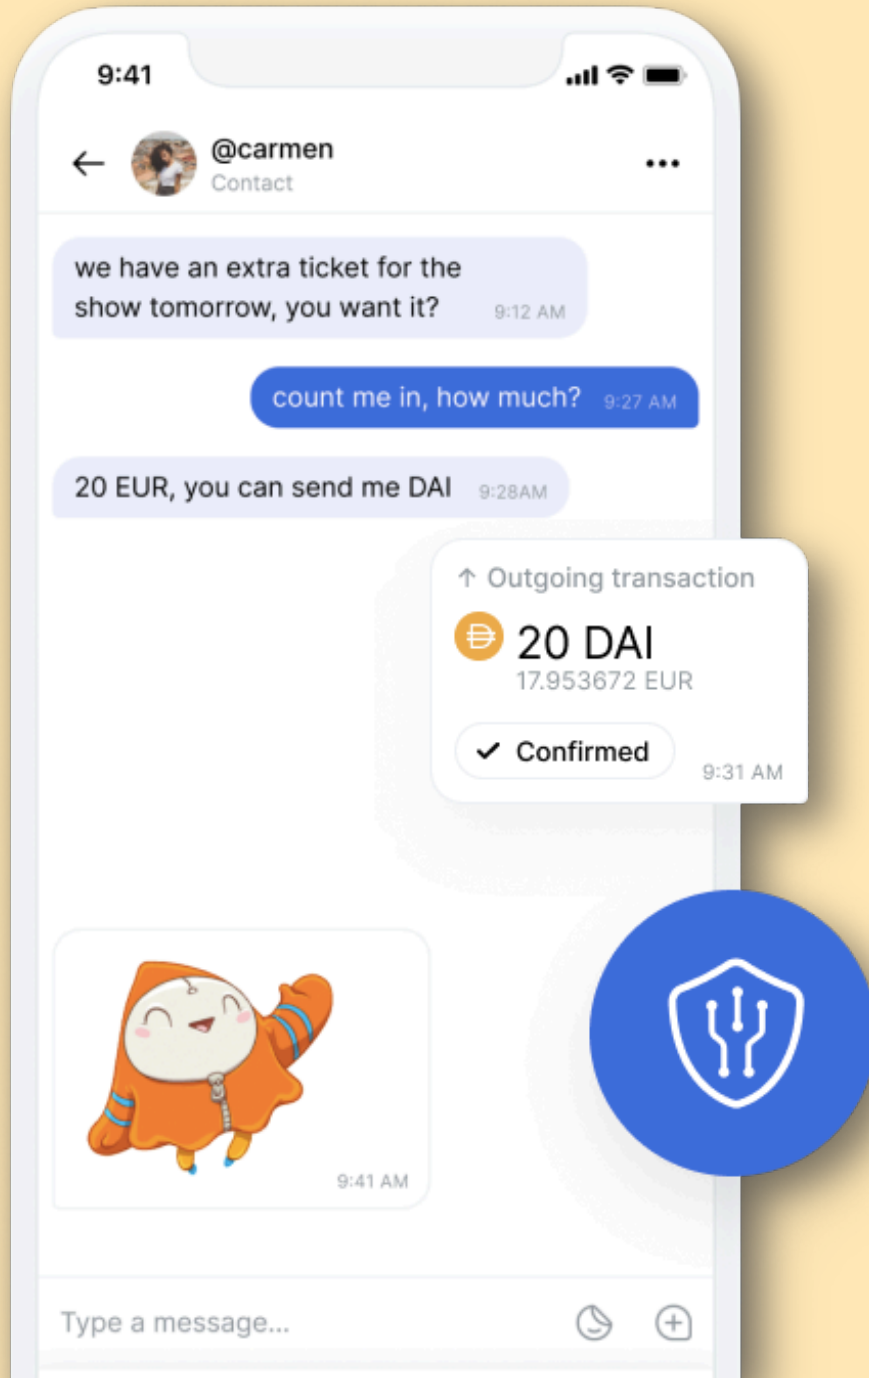 9:41
@carmen
Contact
we have an extra ticket for the
show tomorrow, you want it? 9:12 AM
count me in, how much? 9:27 AM
20 EUR, you can send me DAI 9:28AM
↑ Outgoing transaction
20 DAI
17.953672 EUR
✓ Confirmed
9:31 AM
9:41 AM
Type a message...